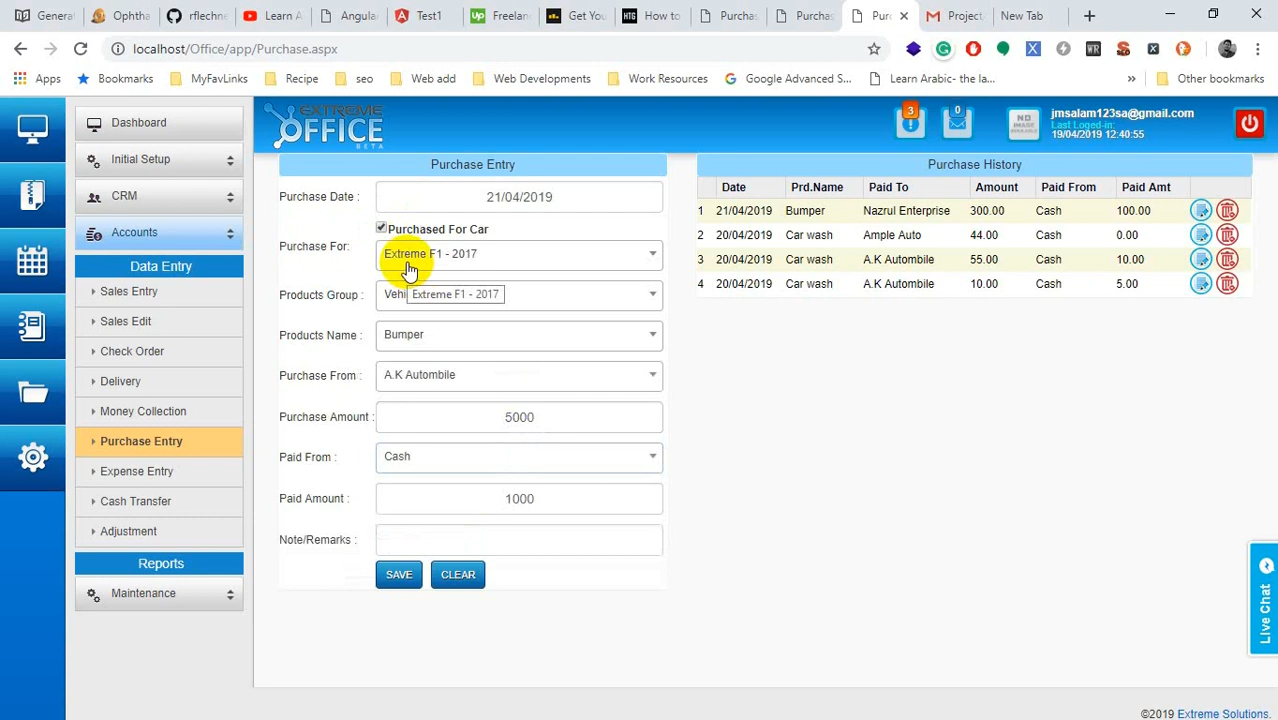 Genera
Ophtha
rflechne
Learn A
Angula
Test1
Freelan
Get You
How to
Purchas
Purchas
Purc
Project
New Tab
localhost/Office/app/Purchase.aspx
Apps
Bookmarks
MyFavLinks
Recipe
seo
Web add
Web Developments
Work Resources
Google Advanced S...
Learn Arabic- the la...
»
Other bookmarks
Dashboard
Initial Setup
CRM
Accounts
Data Entry
Sales Entry
Sales Edit
Check Order
Delivery
Money Collection
Purchase Entry
Expense Entry
Cash Transfer
Adjustment
Reports
Maintenance
EXTREME
OFFICE
BETA
3
0
NO
IMAGE
AVAILABLE
jmsalam123sa@gmail.com
Last Loged-in:
19/04/2019 12:40:55
Purchase Entry
Purchase Date : 21/04/2019
Purchased For Car
Purchase For: Extreme F1 - 2017
Products Group : Vehi
Extreme F1 - 2017
Products Name : Bumper
Purchase From : A.K Autombile
Purchase Amount : 5000
Paid From : Cash
Paid Amount : 1000
Note/Remarks :
SAVE CLEAR
Purchase History
Date Prd.Name Paid To Amount Paid From Paid Amt
1 21/04/2019 Bumper Nazrul Enterprise 300.00 Cash 100.00
2 20/04/2019 Car wash Ample Auto 44.00 Cash 0.00
3 20/04/2019 Car wash A.K Autombile 55.00 Cash 10.00
4 20/04/2019 Car wash A.K Autombile 10.00 Cash 5.00
Live Chat
©2019 Extreme Solutions.